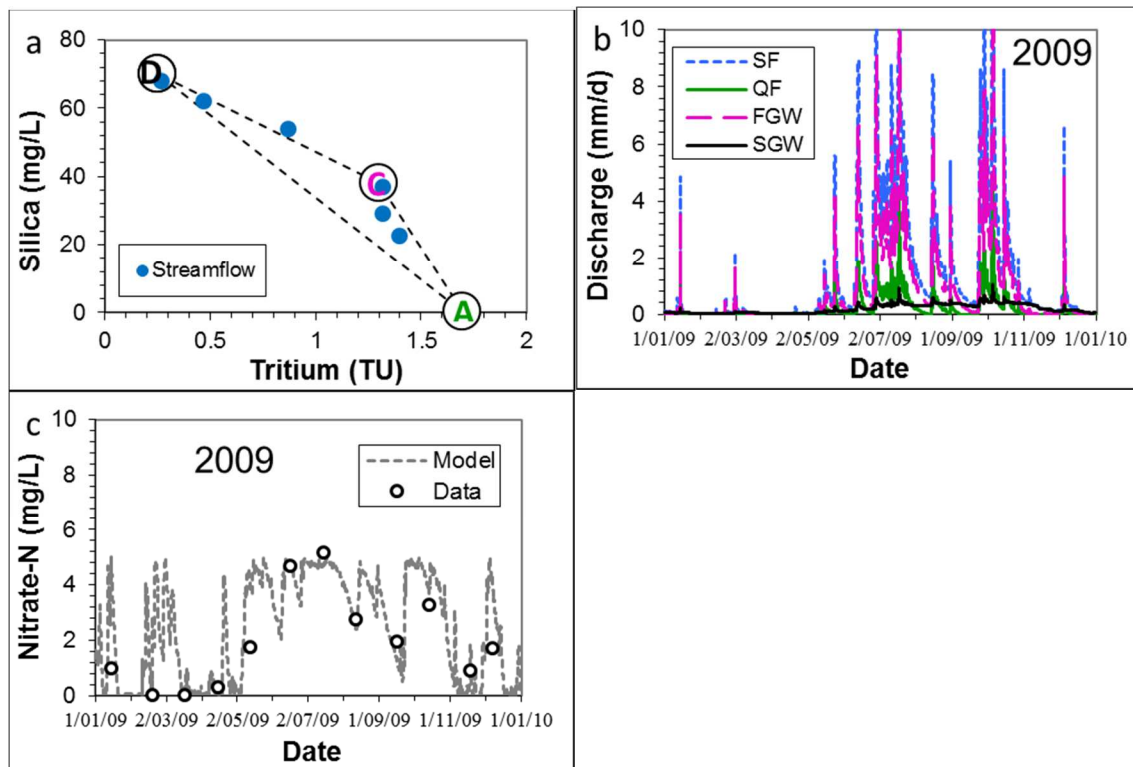 a
80
60
40
20
0
D
C
A
Streamflow
0 0.5 1 1.5 2
Silica (mg/L)
Tritium (TU)
b
2009
SF
QF
FGW
SGW
10
8
6
4
2
0
Discharge (mm/d)
1/01/09 2/03/09 2/05/09 2/07/09 1/09/09 1/11/09 1/01/10
Date
c
2009
Model
Data
10
8
6
4
2
0
Nitrate-N (mg/L)
1/01/09 2/03/09 2/05/09 2/07/09 1/09/09 1/11/09 1/01/10
Date